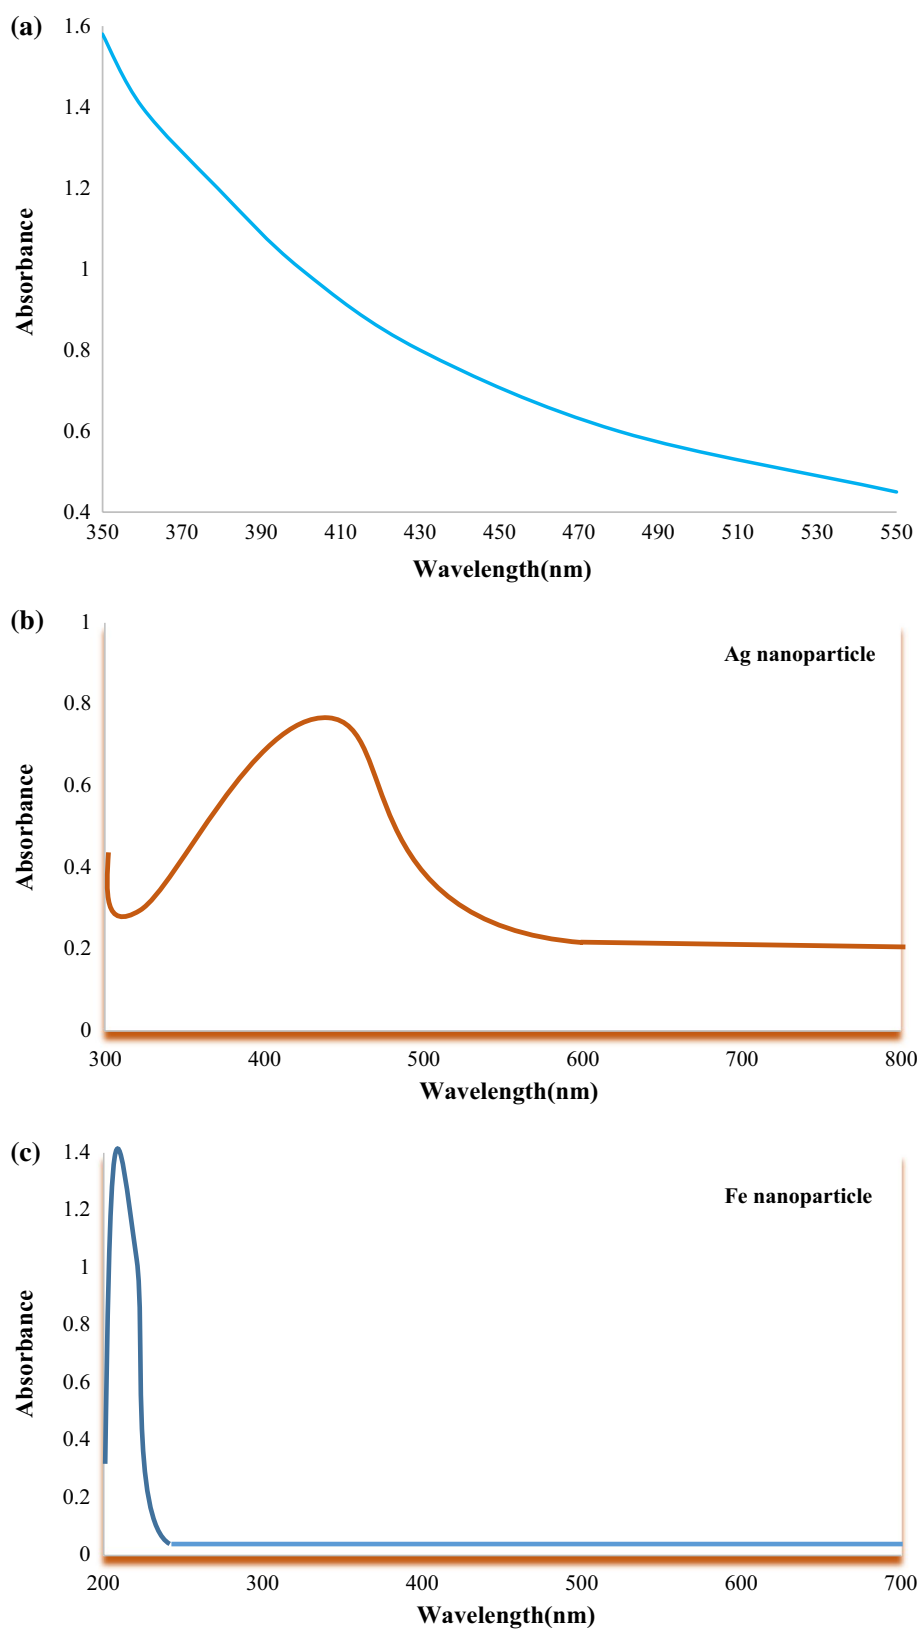 (a)
1.6
1.4
1.2
1
0.8
0.6
0.4
Absorbance
350 370 390 410 430 450 470 490 510 530 550
Wavelength(nm)
(b)
Ag nanoparticle
1
0.8
0.6
0.4
0.2
0
Absorbance
300 400 500 600 700 800
Wavelength(nm)
(c)
Fe nanoparticle
1.4
1.2
1
0.8
0.6
0.4
0.2
0
Absorbance
200 300 400 500 600 700
Wavelength(nm)